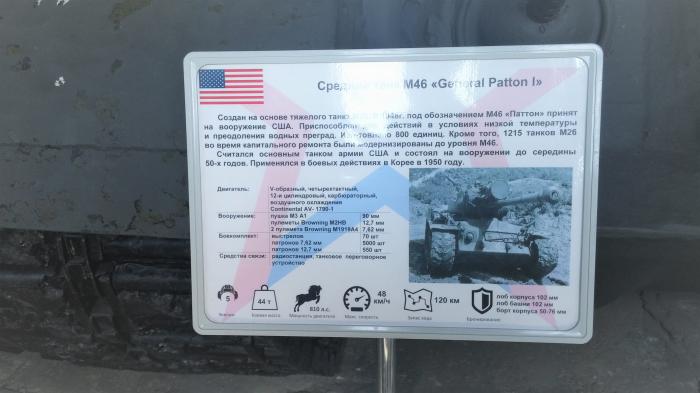 Средний танк M46 «General Patton I»
Создан на основе тяжелого танка под обозначением М46 «Паттон» принят
на вооружение США. Приспособлен действий в условиях низкой температуры
и преодоления водных преград. 800 единиц. Кроме того, 1215 танков М26
во время капитального ремонта были модернизированы до уровня М46.
Считался основным танком армии США и состоял на вооружении до середины
50-х годов. Применялся в боевых действиях в Корее в 1950 году.
Двигатель: V-образный, четырехтактный,
12-и цилиндровый, карбюраторный,
воздушного охлаждения
Continental AV- 1790-1
Вооружение: пушка М3 А1 90 мм
пулеметы Browning M2HB 12,7 мм
2 пулемета Browning M1919A4 7,62 мм
Боекомплект: выстрелов 70 шт
патронов 7,62 мм 5000 шт
патронов 12,7 мм 550 шт
Средства связи: радиостанция, танковое переговорное
устройство
5
Экипаж
44 т
Боевая масса
810 л.с.
Мощность двигателя
48
км/ч
Макс. скорость
120 км
Запас хода
Бронирование
лоб корпуса 102 мм
лоб башни 102 мм
борт корпуса 50-76 мм